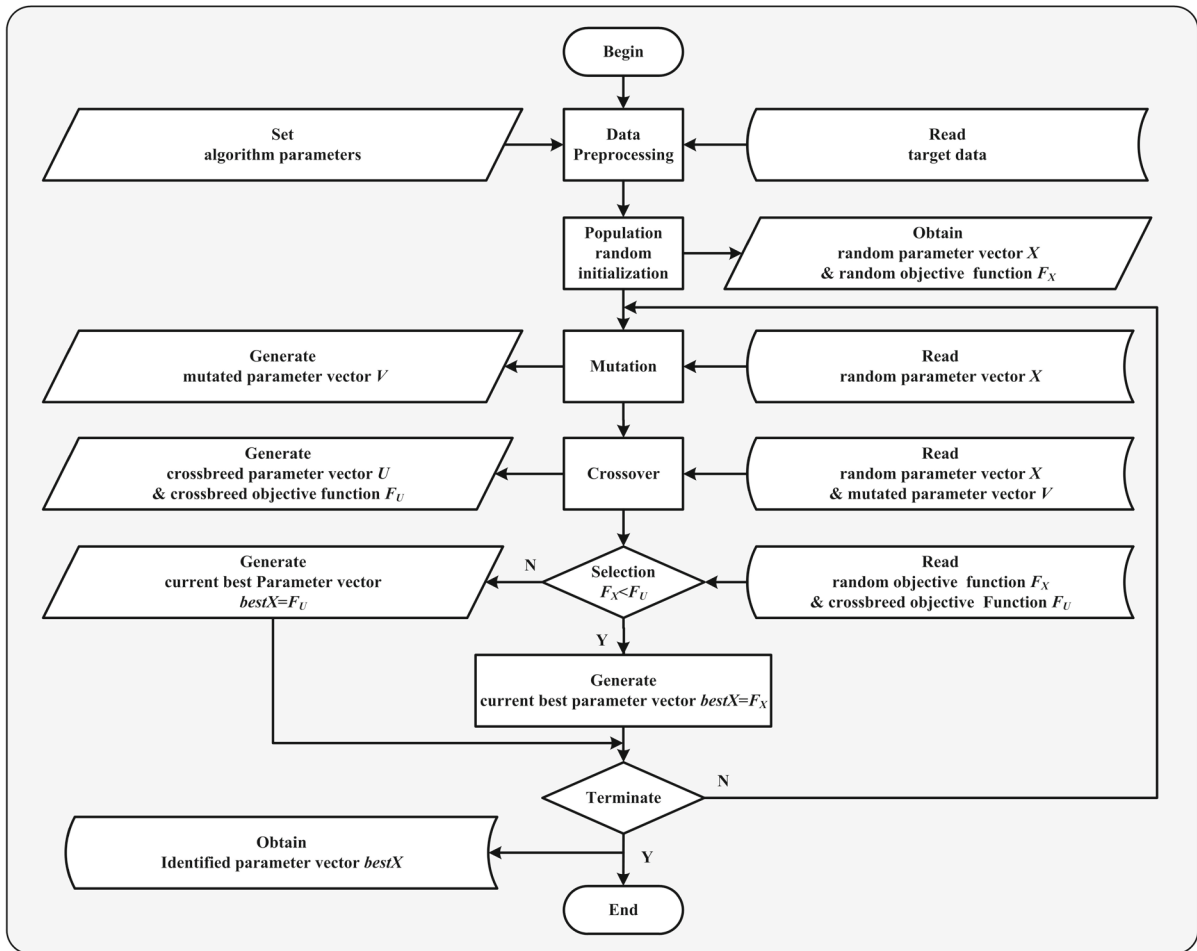 Begin
Set
algorithm parameters
Data
Preprocessing
Read
target data
Population
random
initialization
Obtain
random parameter vector X
& random objective function F_X
Generate
mutated parameter vector V
Mutation
Read
random parameter vector X
Generate
crossbreed parameter vector U
& crossbreed objective function F_U
Crossover
Read
random parameter vector X
& mutated parameter vector V
Generate
current best Parameter vector
bestX=F_U
N
Selection
F_X<F_U
Read
random objective function F_X
& crossbreed objective Function F_U
Y
Generate
current best parameter vector bestX=F_X
Terminate
N
Obtain
Identified parameter vector bestX
Y
End